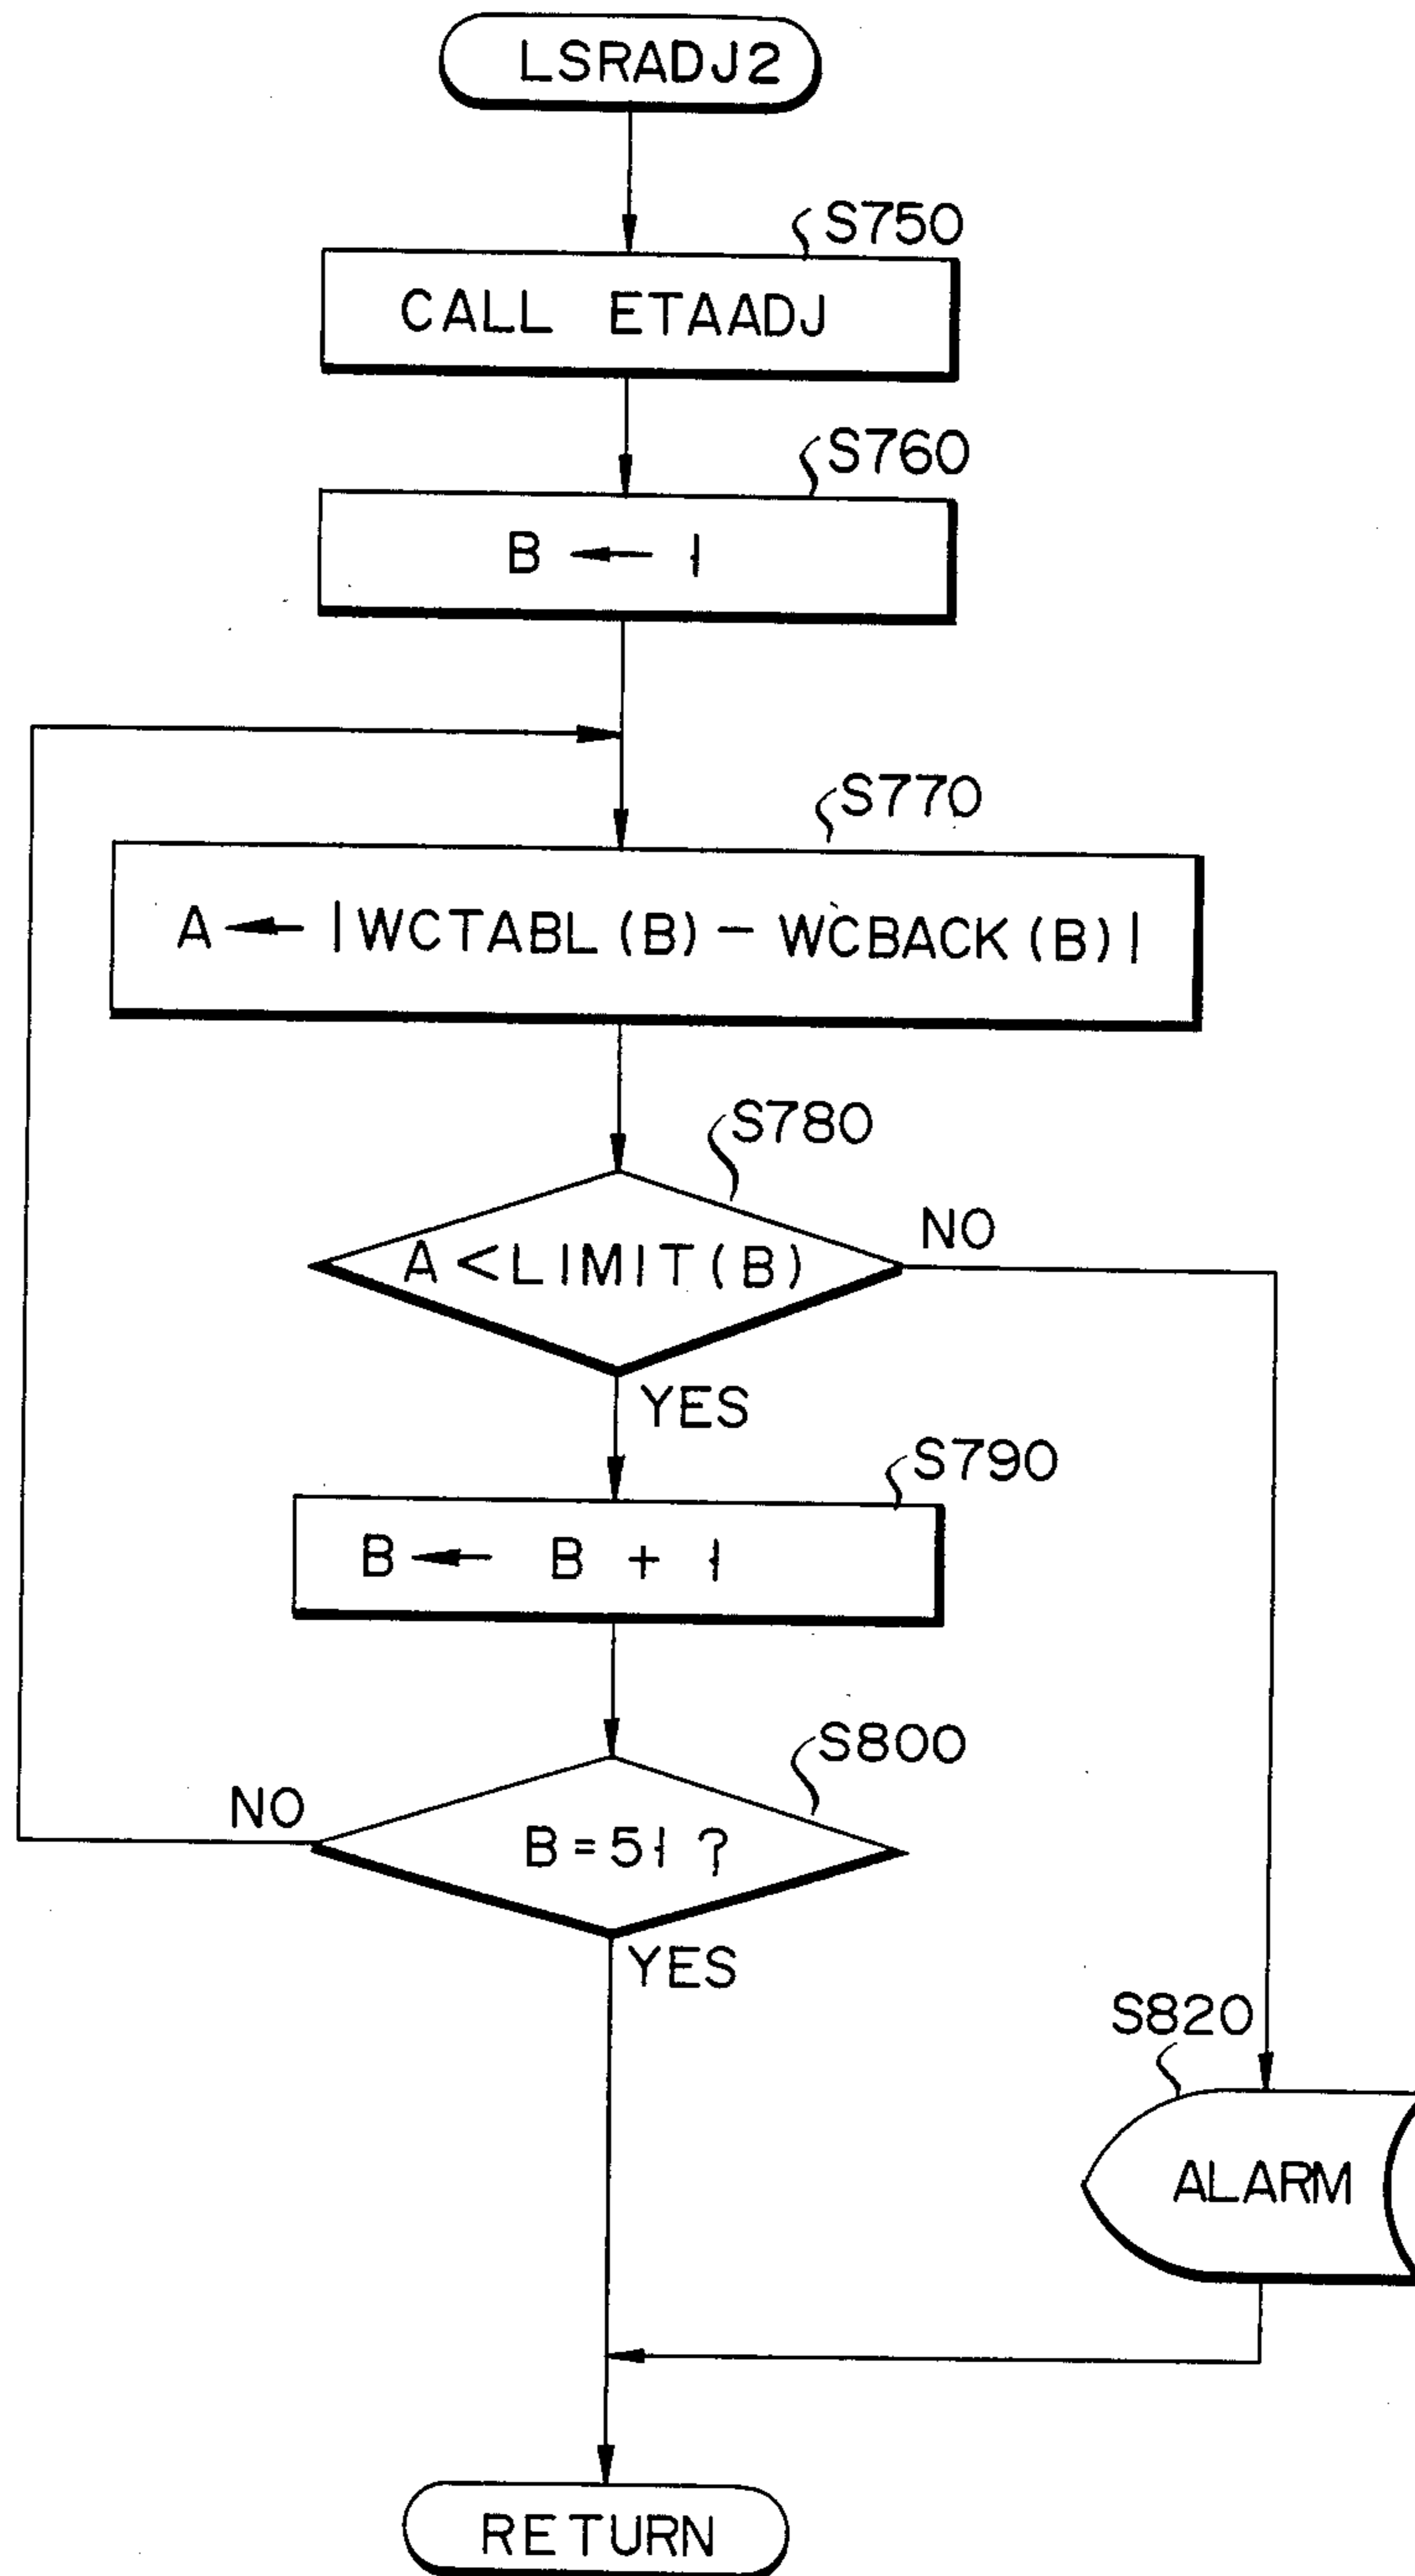 LSRADJ2
S750
CALL ETAADJ
S760
B ← 1
S770
A ← |WCTABL(B) − WCBACK(B)|
S780
A < LIMIT(B)
NO
YES
S790
B ← B + 1
S800
NO
B = 51 ?
YES
S820
ALARM
RETURN